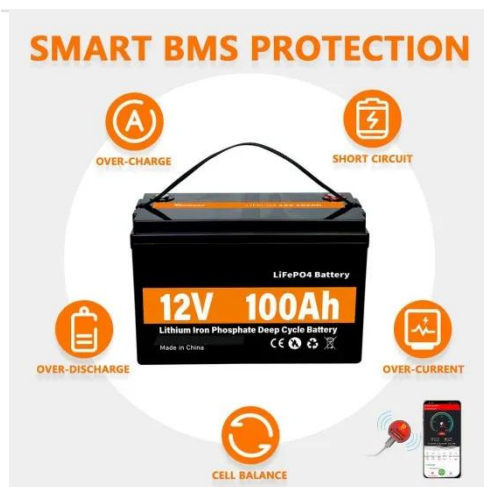 SMART BMS PROTECTION
OVER-CHARGE
SHORT CIRCUIT
LiFePO4 Battery
12V 100Ah
Lithium Iron Phosphate Deep Cycle Battery
Made in China
CE
OVER-DISCHARGE
OVER-CURRENT
CELL BALANCE